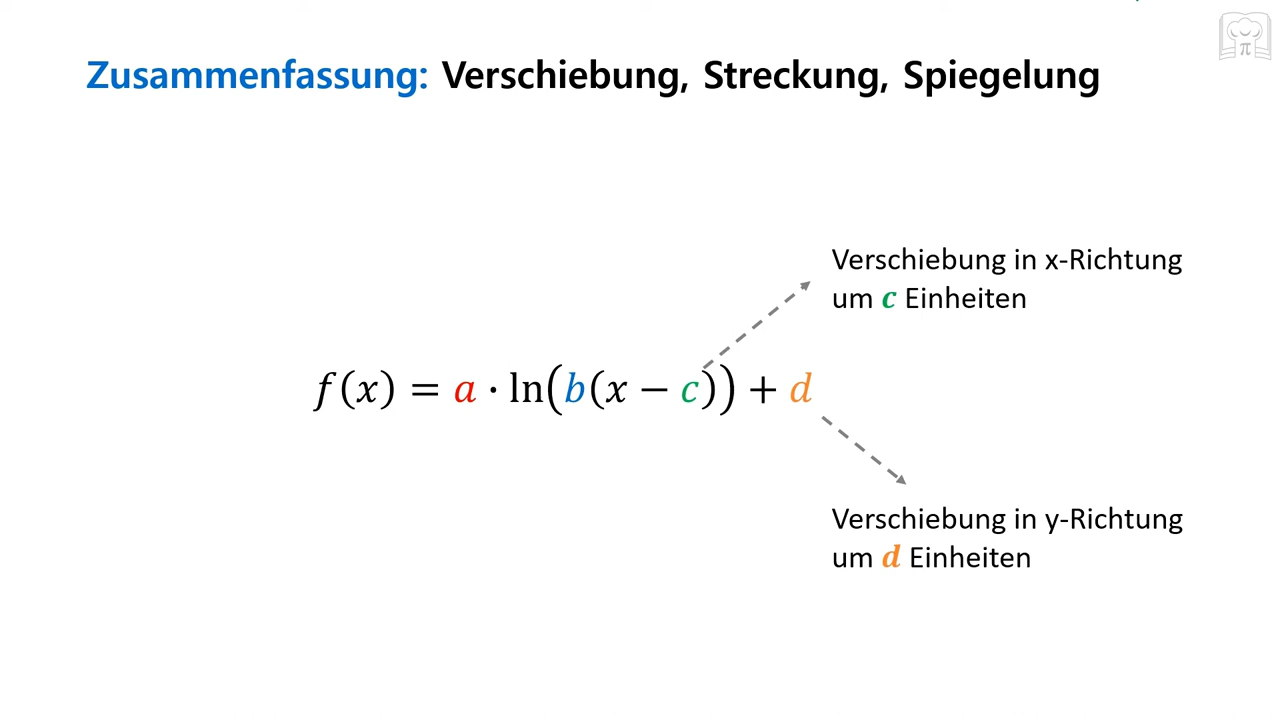 Zusammenfassung: Verschiebung, Streckung, Spiegelung
Verschiebung in x-Richtung
um c Einheiten
f(x) = a · ln(b(x − c)) + d
Verschiebung in y-Richtung
um d Einheiten
π